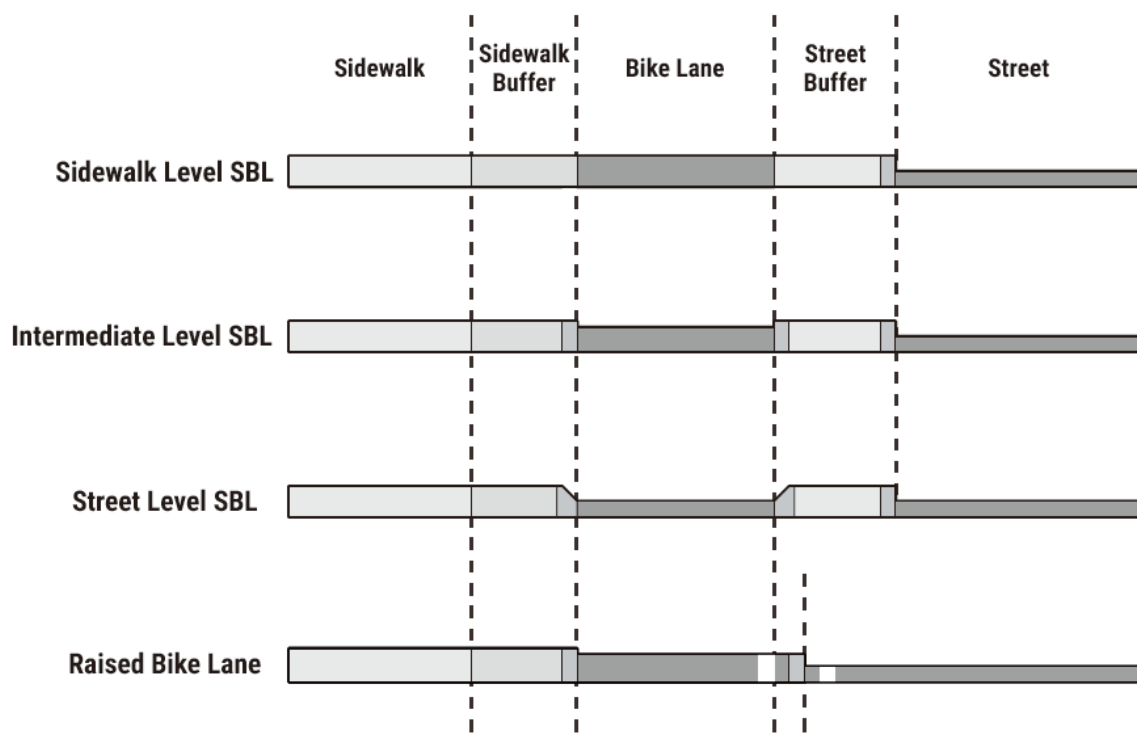 Sidewalk
Sidewalk
Buffer
Bike Lane
Street
Buffer
Street
Sidewalk Level SBL
Intermediate Level SBL
Street Level SBL
Raised Bike Lane